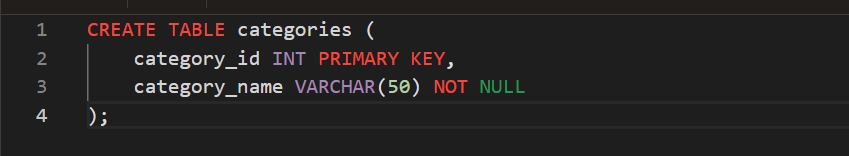 1 CREATE TABLE categories (
2 category_id INT PRIMARY KEY,
3 category_name VARCHAR(50) NOT NULL
4 );